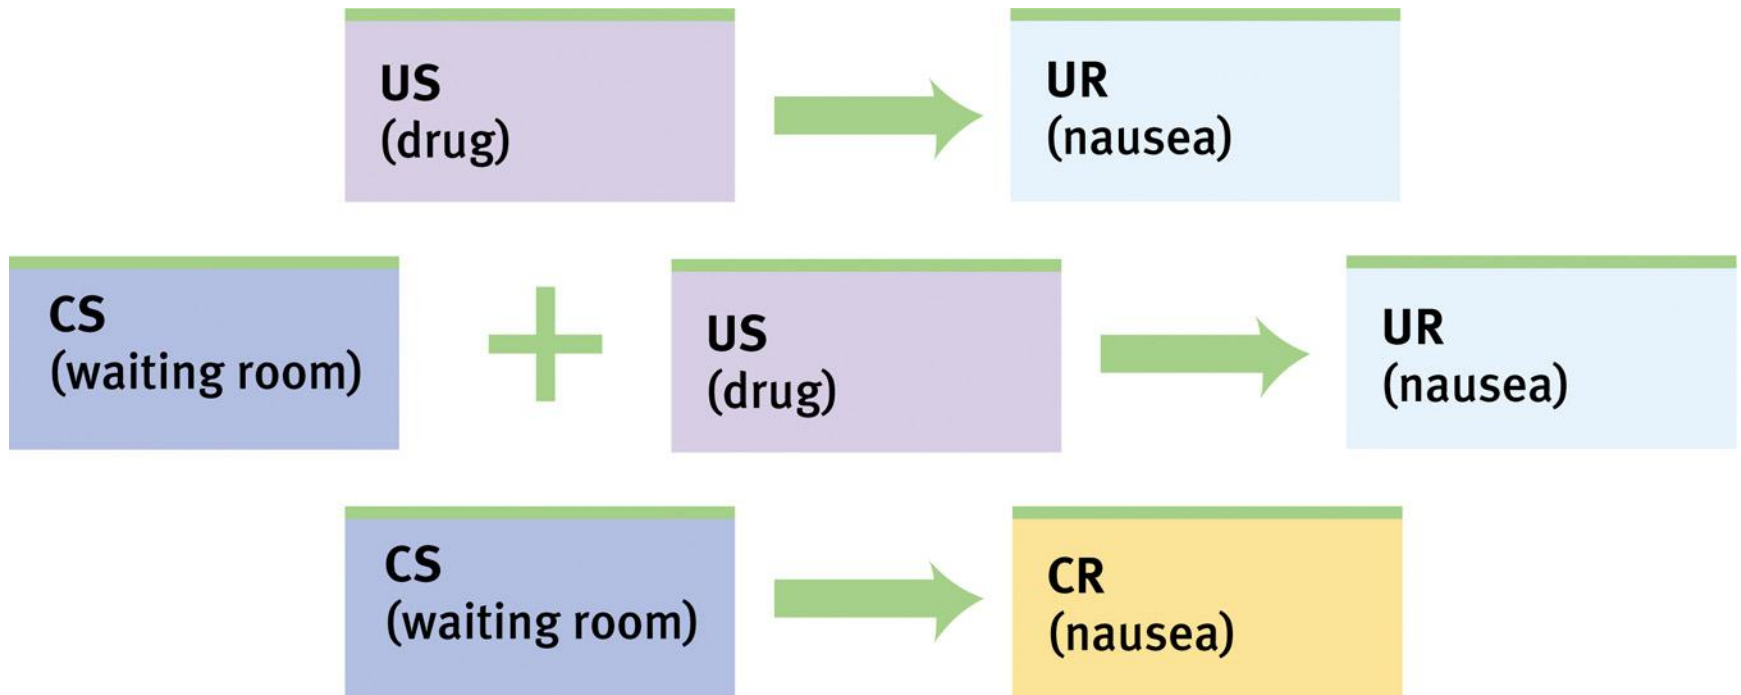 US
(drug)
UR
(nausea)
CS
(waiting room)
US
(drug)
UR
(nausea)
CS
(waiting room)
CR
(nausea)